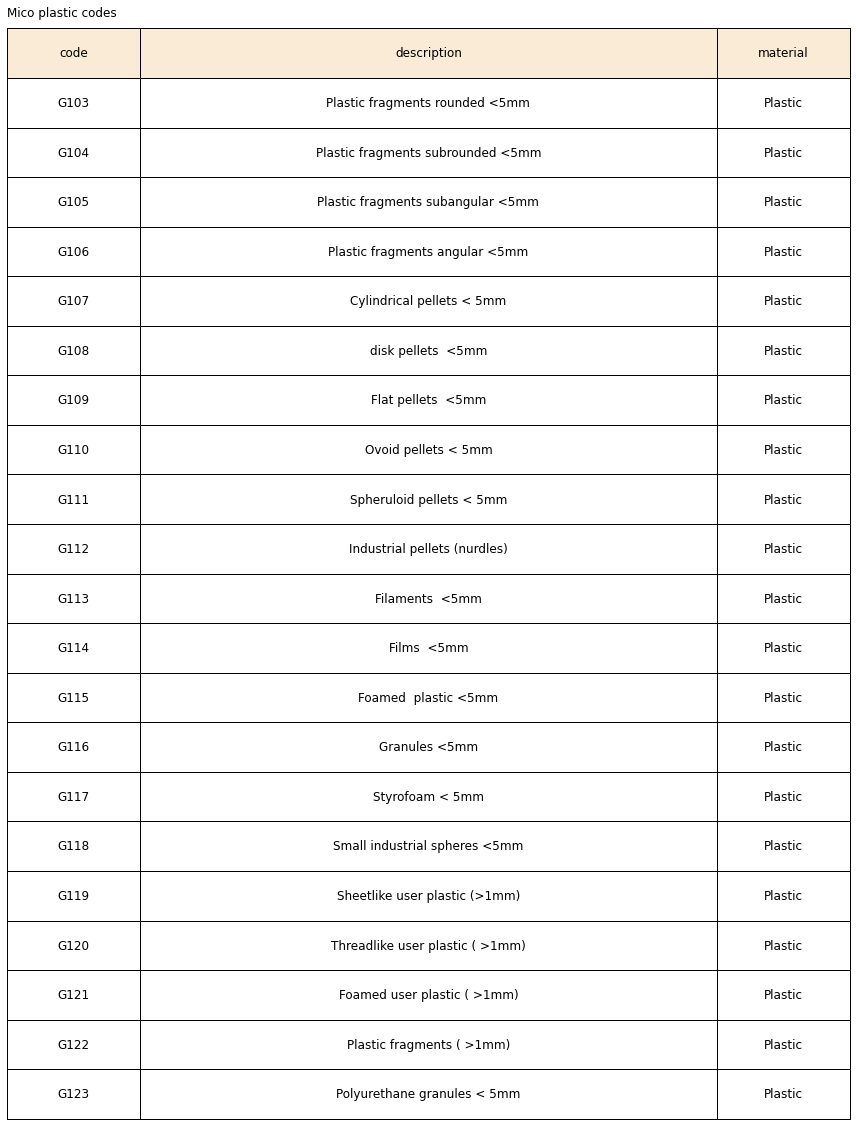 Mico plastic codes
code description material
G103 Plastic fragments rounded <5mm Plastic
G104 Plastic fragments subrounded <5mm Plastic
G105 Plastic fragments subangular <5mm Plastic
G106 Plastic fragments angular <5mm Plastic
G107 Cylindrical pellets < 5mm Plastic
G108 disk pellets  <5mm Plastic
G109 Flat pellets  <5mm Plastic
G110 Ovoid pellets < 5mm Plastic
G111 Spheruloid pellets < 5mm Plastic
G112 Industrial pellets (nurdles) Plastic
G113 Filaments  <5mm Plastic
G114 Films  <5mm Plastic
G115 Foamed  plastic <5mm Plastic
G116 Granules <5mm Plastic
G117 Styrofoam < 5mm Plastic
G118 Small industrial spheres <5mm Plastic
G119 Sheetlike user plastic (>1mm) Plastic
G120 Threadlike user plastic ( >1mm) Plastic
G121 Foamed user plastic ( >1mm) Plastic
G122 Plastic fragments ( >1mm) Plastic
G123 Polyurethane granules < 5mm Plastic